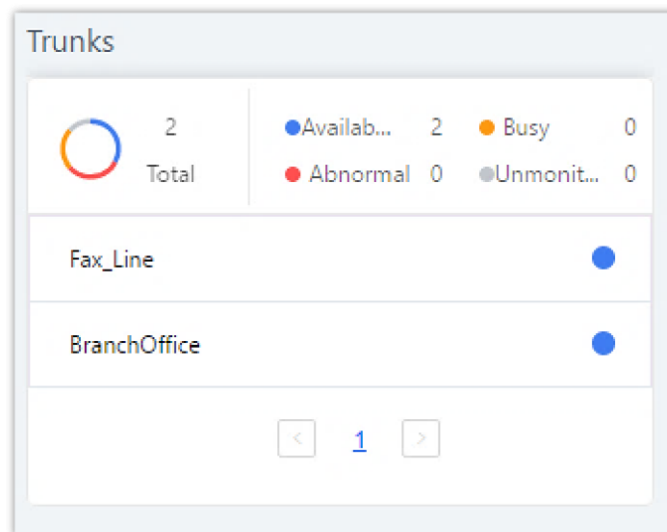 Trunks
2
Total
Availab... 2
Busy 0
Abnormal 0
Unmonit... 0
Fax_Line
BranchOffice
< 1 >